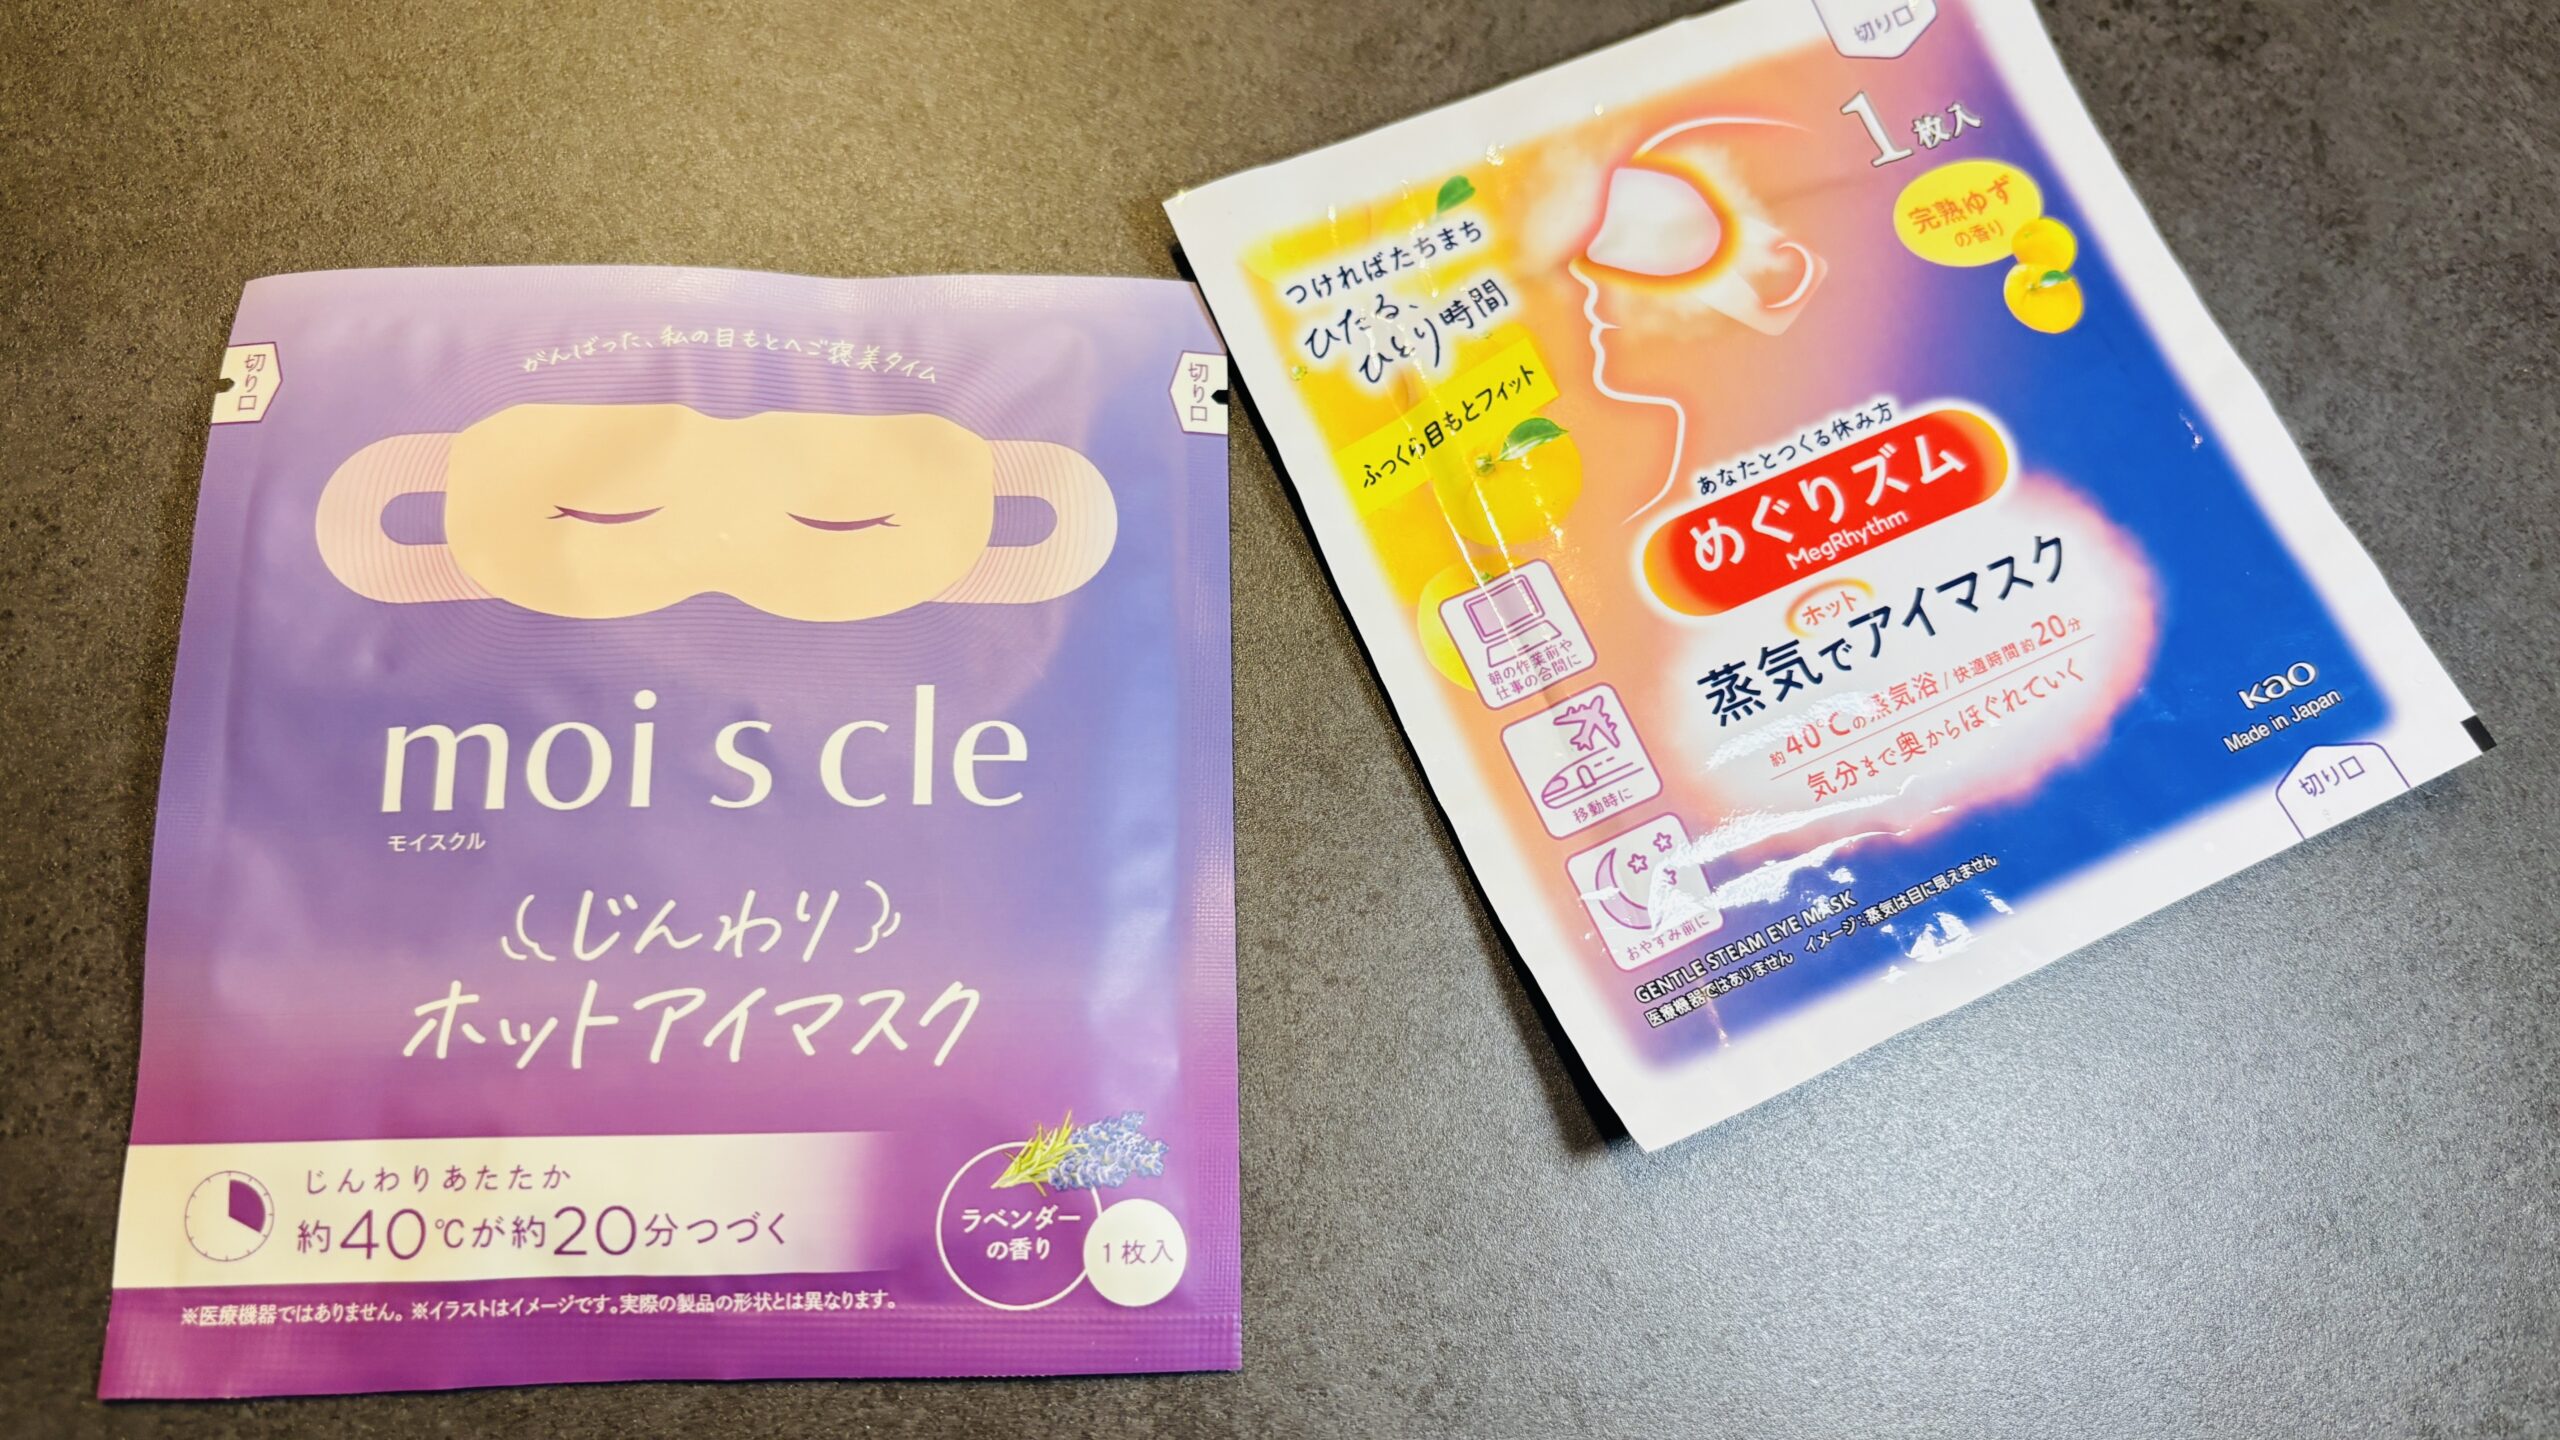 がんばった、私の目もとへご褒美タイム
切り口
切り口
moi s cle
モイスクル
じんわり
ホットアイマスク
じんわりあたたか
約40℃が約20分つづく
ラベンダー
の香り
1枚入
※医療機器ではありません。※イラストはイメージです。実際の製品の形状とは異なります。
切り口
1枚入
完熟ゆず
の香り
つければたちまち
ひたる、
ひとり時間
ふっくら目もとフィット
あなたとつくる休み方
めぐりズム
MegRhythm
ホット
蒸気でアイマスク
約40℃の蒸気浴/快適時間約20分
気分まで奥からほぐれていく
朝の作業前や
仕事の合間に
移動時に
おやすみ前に
kao
Made in Japan
切り口
GENTLE STEAM EYE MASK
医療機器ではありません イメージ:蒸気は目に見えません